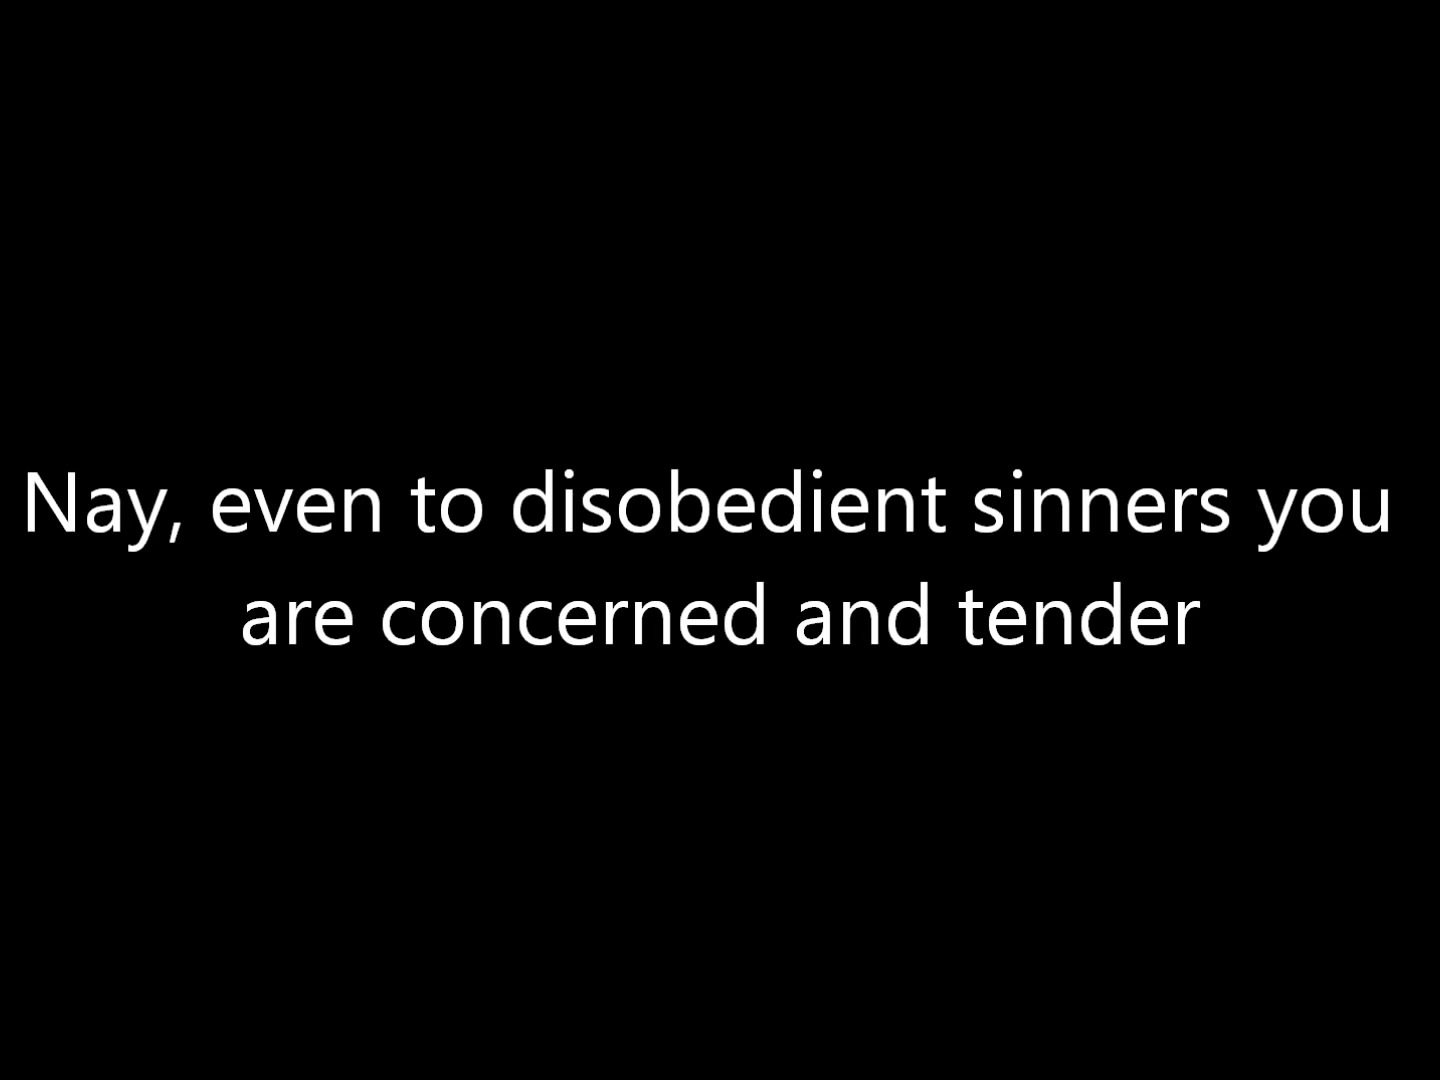 Nay, even to disobedient sinners you
are concerned and tender